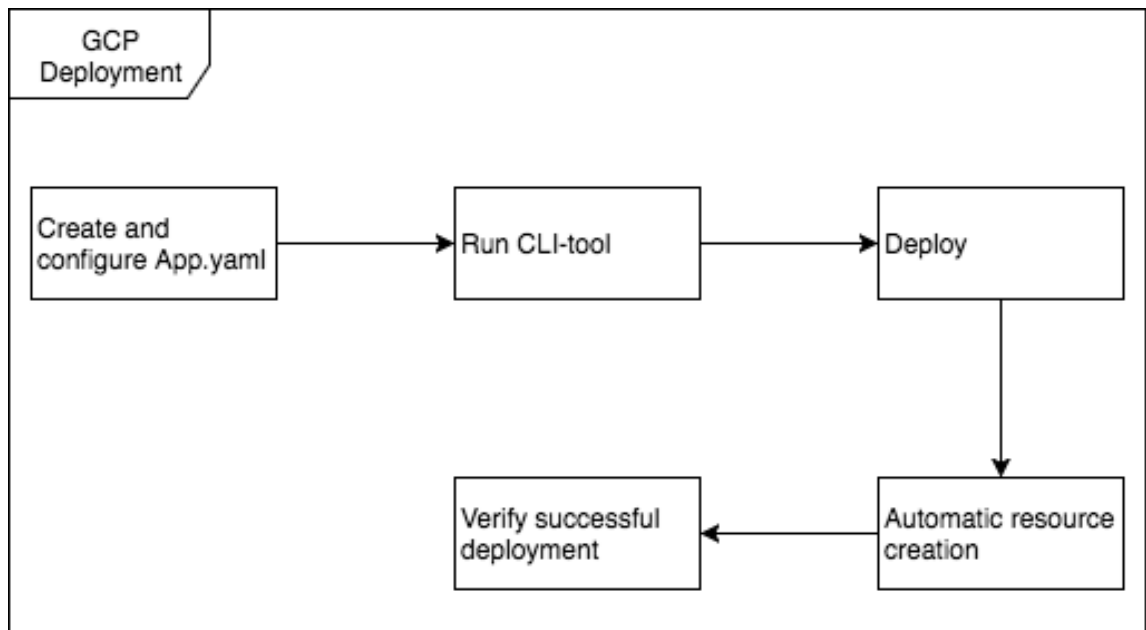 GCP
Deployment
Create and
configure App.yaml
Run CLI-tool
Deploy
Automatic resource
creation
Verify successful
deployment